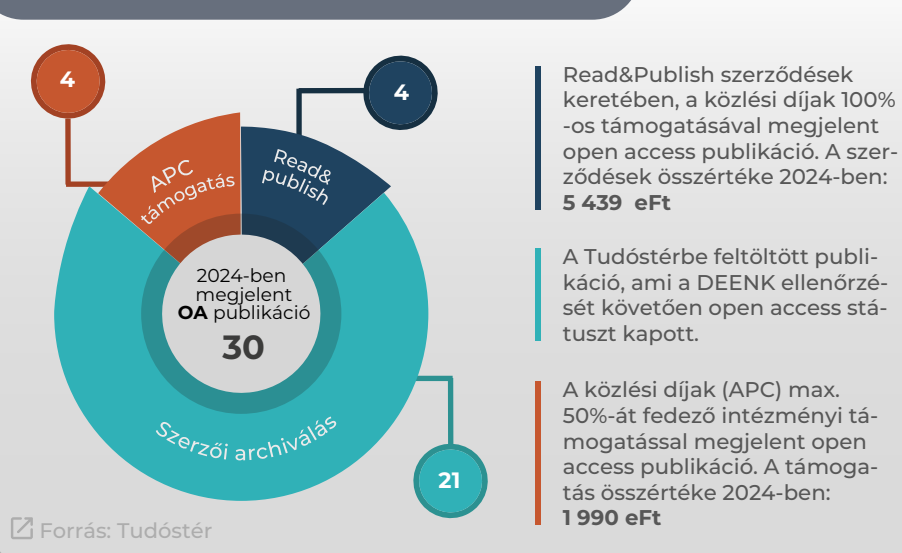 4
4
APC
támogatás
Read&
publish
2024-ben
megjelent
OA publikáció
30
Szerzői archiválás
21
Forrás: Tudóstér
Read&Publish szerződések
keretében, a közlési díjak 100%
-os támogatásával megjelent
open access publikáció. A szer-
ződések összértéke 2024-ben:
5 439 eFt
A Tudóstérbe feltöltött publi-
káció, ami a DEENK ellenőrzé-
sét követően open access stá-
tuszt kapott.
A közlési díjak (APC) max.
50%-át fedező intézményi tá-
mogatással megjelent open
access publikáció. A támoga-
tás összértéke 2024-ben:
1 990 eFt